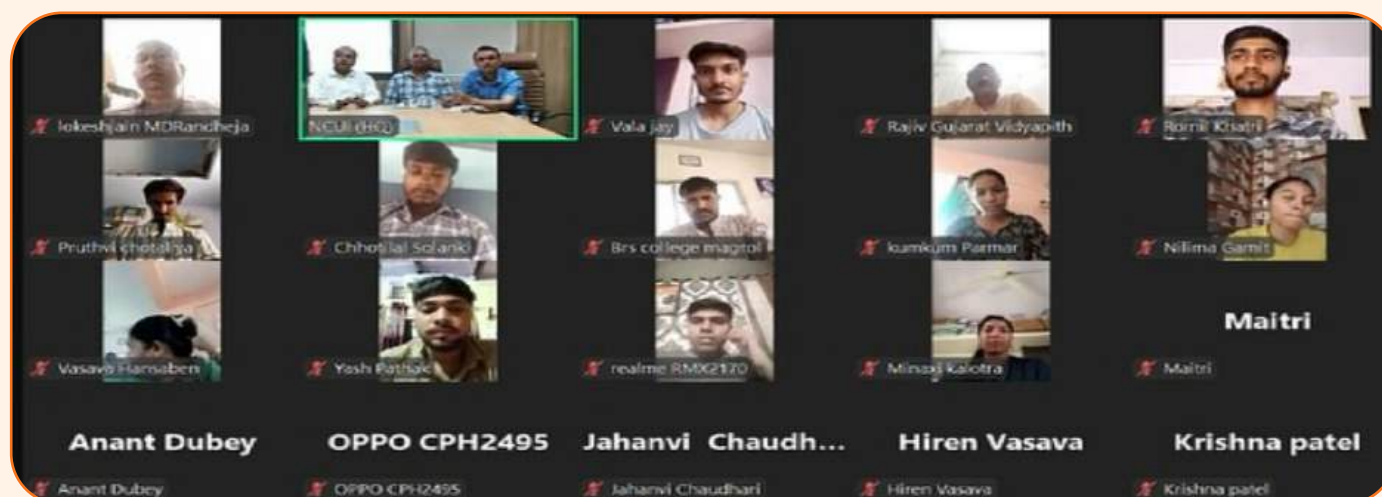 lokeshjain MDRandheja
NCUI (HQ)
Vala jay
Rajiv Gujarat Vidyapith
Romil Khatri
Pruthvi chotaliya
Chhotilal Solanki
Brs college magrol
kumkum Parmar
Nilima Gamit
Vasava Hansaben
Yash Pathak
realme RMX2170
Minaxi Kalotra
Maitri
Maitri
Anant Dubey
OPPO CPH2495
Jahanvi Chaudh...
Hiren Vasava
Krishna patel
Anant Dubey
OPPO CPH2495
Jahanvi Chaudhari
Hiren Vasava
Krishna patel